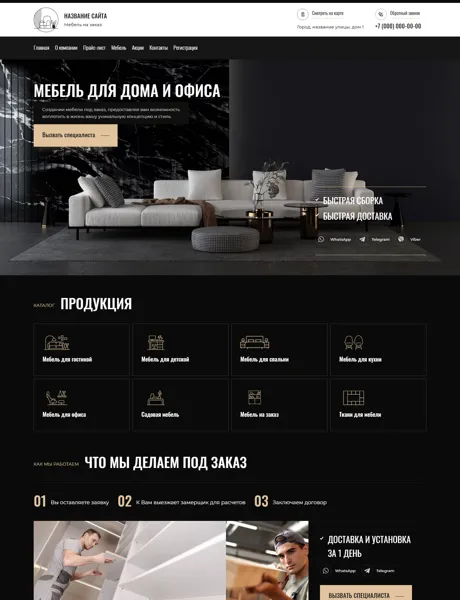 НАЗВАНИЕ САЙТА
Мебель на заказ
Смотреть на карте
Город, название улицы, дом 1
Обратный звонок
+7 (000) 000-00-00
Главная О компании Прайс-лист Мебель Акции Контакты Регистрация
МЕБЕЛЬ ДЛЯ ДОМА И ОФИСА
Создаем мебель под заказ, предоставляя вам возможность
воплотить в жизнь вашу уникальную концепцию и стиль.
Вызвать специалиста
БЫСТРАЯ СБОРКА
БЫСТРАЯ ДОСТАВКА
WhatsApp Telegram Viber
КАТАЛОГ ПРОДУКЦИЯ
Мебель для гостиной Мебель для детской Мебель для спальни Мебель для кухни
Мебель для офиса Садовая мебель Мебель на заказ Ткани для мебели
КАК МЫ РАБОТАЕМ ЧТО МЫ ДЕЛАЕМ ПОД ЗАКАЗ
01 Вы оставляете заявку 02 К Вам выезжает замерщик для расчетов 03 Заключаем договор
ДОСТАВКА И УСТАНОВКА
ЗА 1 ДЕНЬ
WhatsApp Telegram
ВЫЗВАТЬ СПЕЦИАЛИСТА